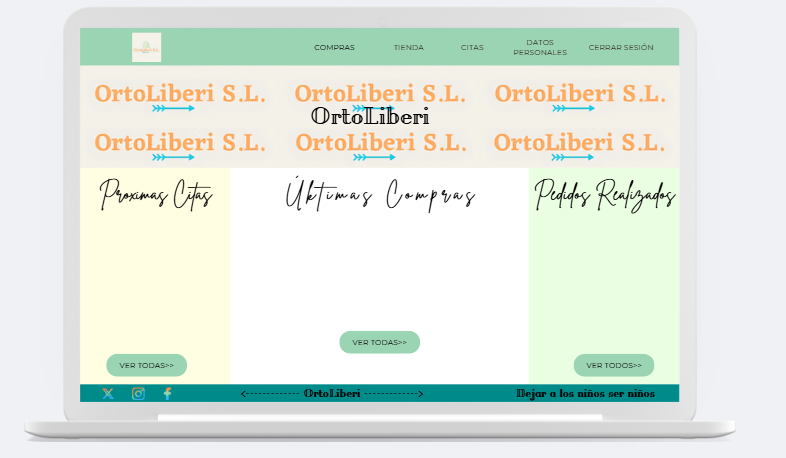 COMPRAS
TIENDA
CITAS
DATOS
PERSONALES
CERRAR SESIÓN
OrtoLiberi S.L. OrtoLiberi S.L. OrtoLiberi S.L.
OrtoLiberi
OrtoLiberi S.L. OrtoLiberi S.L. OrtoLiberi S.L.
Proximas Citas
Úktimas Compras
Pedidos Realizados
VER TODAS>>
VER TODAS>>
VER TODOS>>
<------------- OrtoLiberi ------------->
Dejar a los niños ser niños